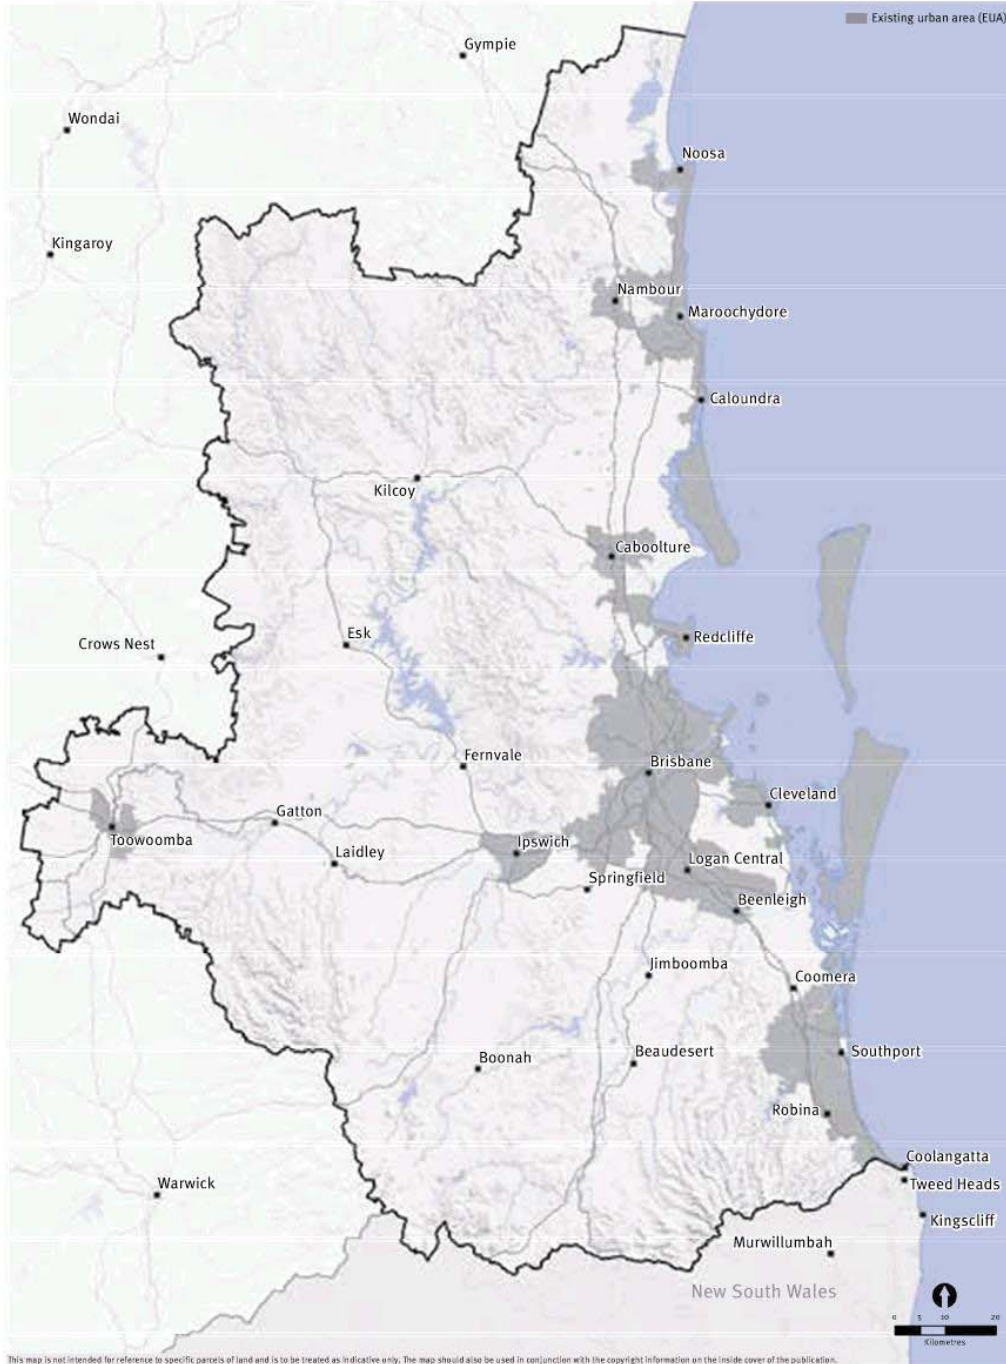 Existing urban area (EUA)
Gympie
Wondai
Noosa
Kingaroy
Nambour
Maroochydore
Caloundra
Kilcoy
Caboolture
Esk
Redcliffe
Crows Nest
Fernvale
Brisbane
Cleveland
Gatton
Toowoomba
Ipswich
Laidley
Logan Central
Springfield
Beenleigh
Jimboomba
Coomera
Boonah
Beaudesert
Southport
Robina
Coolangatta
Warwick
Tweed Heads
Kingscliff
Murwillumbah
New South Wales
0 5 10 20
Kilometres
This map is not intended for reference to specific parcels of land and is to be treated as indicative only. The map should also be used in conjunction with the copyright information on the inside cover of the publication.